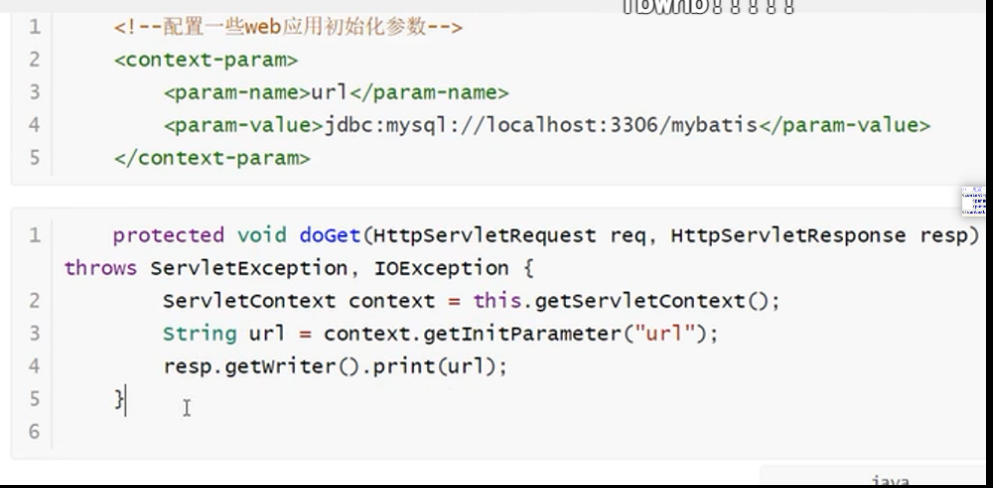 1 <!--配置一些web应用初始化参数-->
2 <context-param>
3 <param-name>url</param-name>
4 <param-value>jdbc:mysql://localhost:3306/mybatis</param-value>
5 </context-param>
1 protected void doGet(HttpServletRequest req, HttpServletResponse resp)
throws ServletException, IOException {
2 ServletContext context = this.getServletContext();
3 String url = context.getInitParameter("url");
4 resp.getWriter().print(url);
5 }
6
java